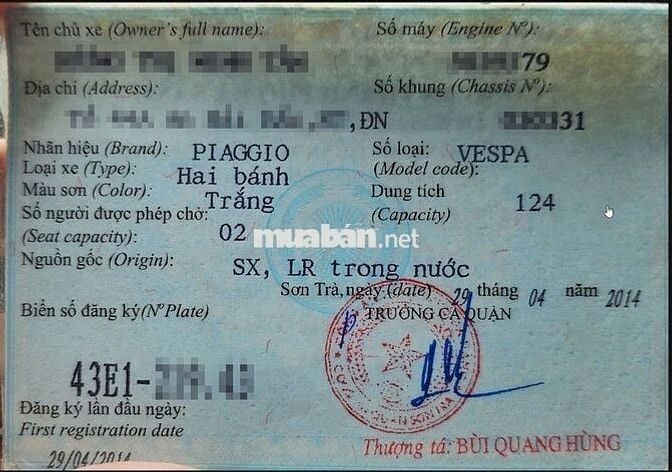 Tên chủ xe (Owner's full name):
Số máy (Engine Nº):
79
Địa chỉ (Address):
Số khung (Chassis Nº):
,ĐN
31
Nhãn hiệu (Brand): PIAGGIO
Số loại: VESPA
(Model code):
Loại xe (Type): Hai bánh
Màu sơn (Color): Trắng
Dung tích
(Capacity) 124
Số người được phép chở:
(Seat capacity): 02
muabán.net
Nguồn gốc (Origin): SX, LR trong nước
Sơn Trà, ngày (date) 29 tháng 04 năm 2014
Biển số đăng ký(Nº Plate)
TRƯỞNG CA QUẬN
43E1-
Đăng ký lần đầu ngày:
First registration date
29/04/2014
Thượng tá: BÙI QUANG HÙNG